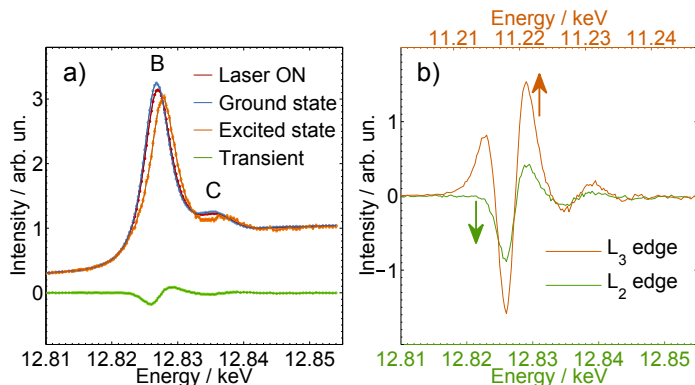 a)
B
C
Laser ON
Ground state
Excited state
Transient
Intensity / arb. un.
3
2
1
0
12.81 12.82 12.83 12.84 12.85
Energy / keV
Energy / keV
11.21 11.22 11.23 11.24
b)
Intensity / arb. un.
1
0
−1
L3 edge
L2 edge
12.81 12.82 12.83 12.84 12.85
Energy / keV